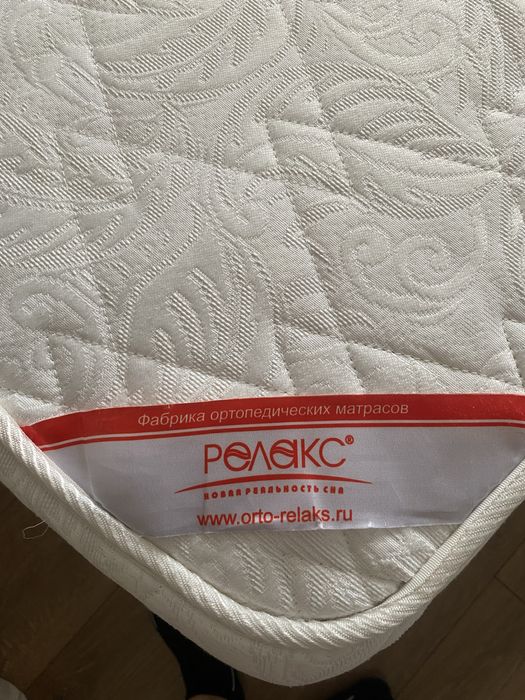 Фабрика ортопедических матрасов
РЕЛАКС®
НОВАЯ РЕАЛЬНОСТЬ СНА
www.orto-relaks.ru